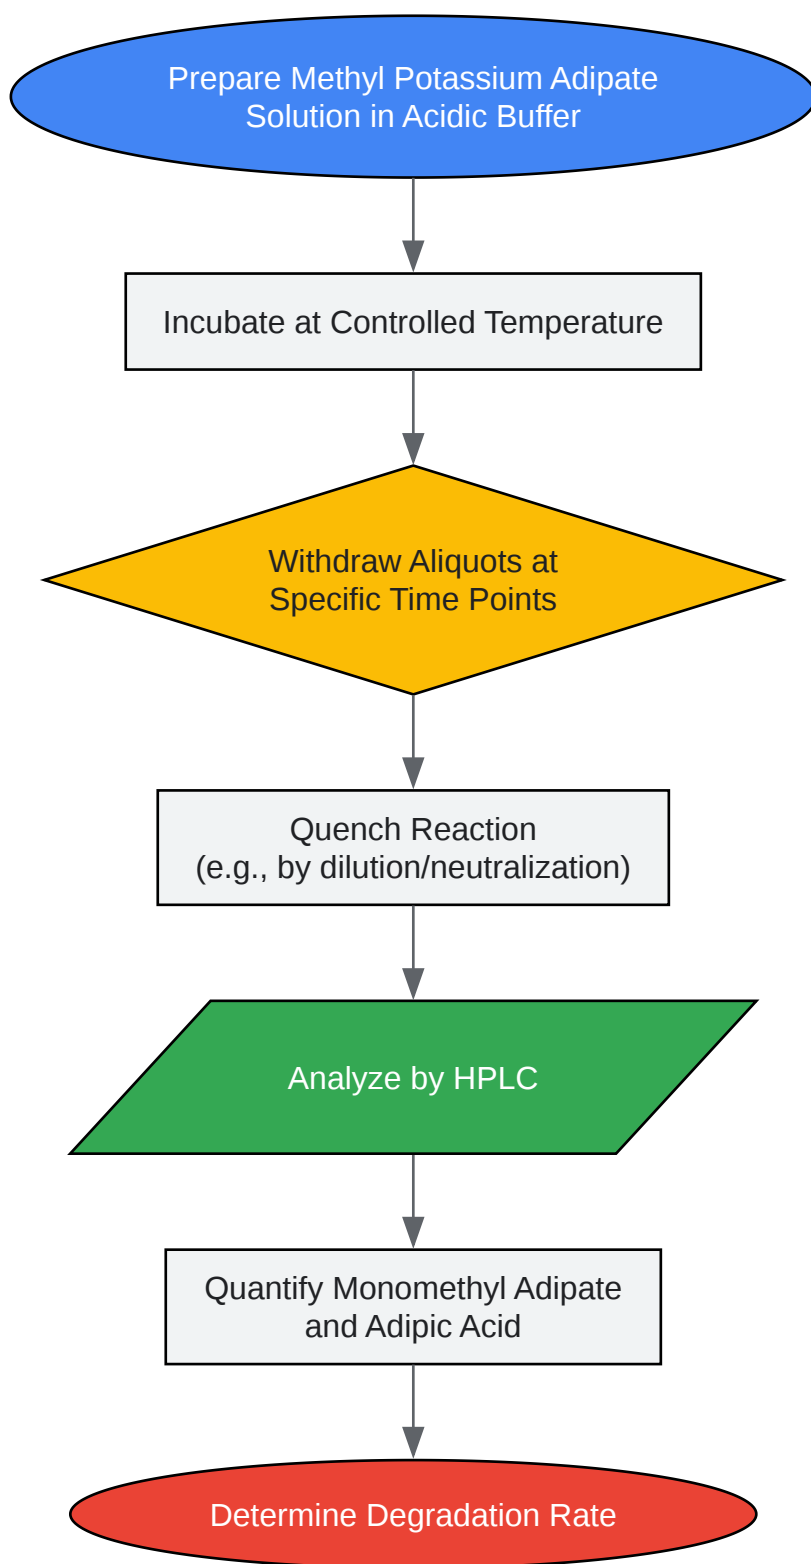 Prepare Methyl Potassium Adipate
Solution in Acidic Buffer
Incubate at Controlled Temperature
Withdraw Aliquots at
Specific Time Points
Quench Reaction
(e.g., by dilution/neutralization)
Analyze by HPLC
Quantify Monomethyl Adipate
and Adipic Acid
Determine Degradation Rate